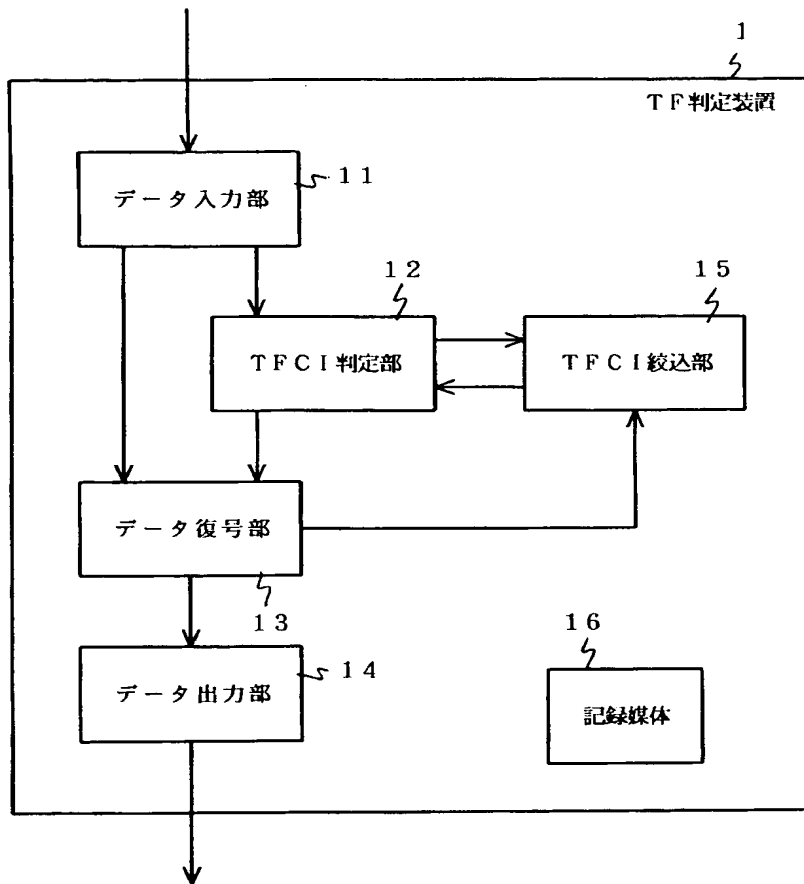 1
TF判定装置
データ入力部
11
12
15
TFCI判定部
TFCI絞込部
データ復号部
13
16
データ出力部
14
記録媒体